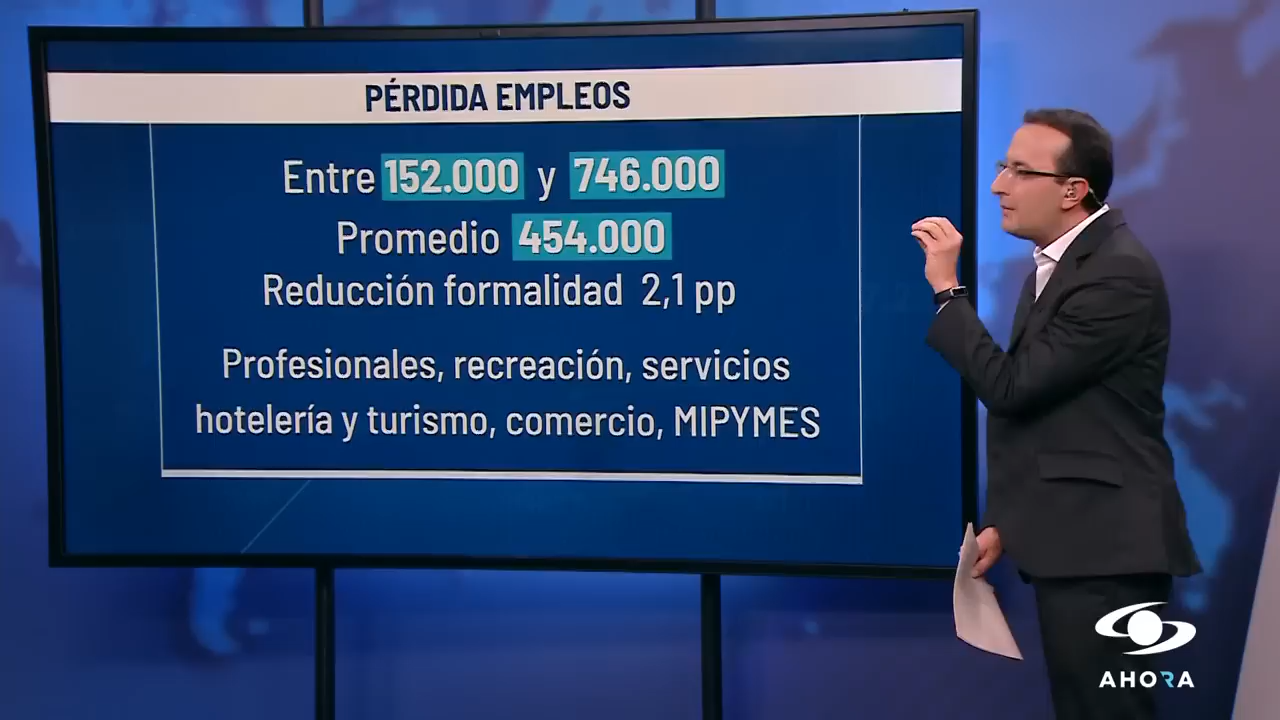 PÉRDIDA EMPLEOS
Entre 152.000 y 746.000
Promedio 454.000
Reducción formalidad 2,1 pp
Profesionales, recreación, servicios
hotelería y turismo, comercio, MIPYMES
AHORA